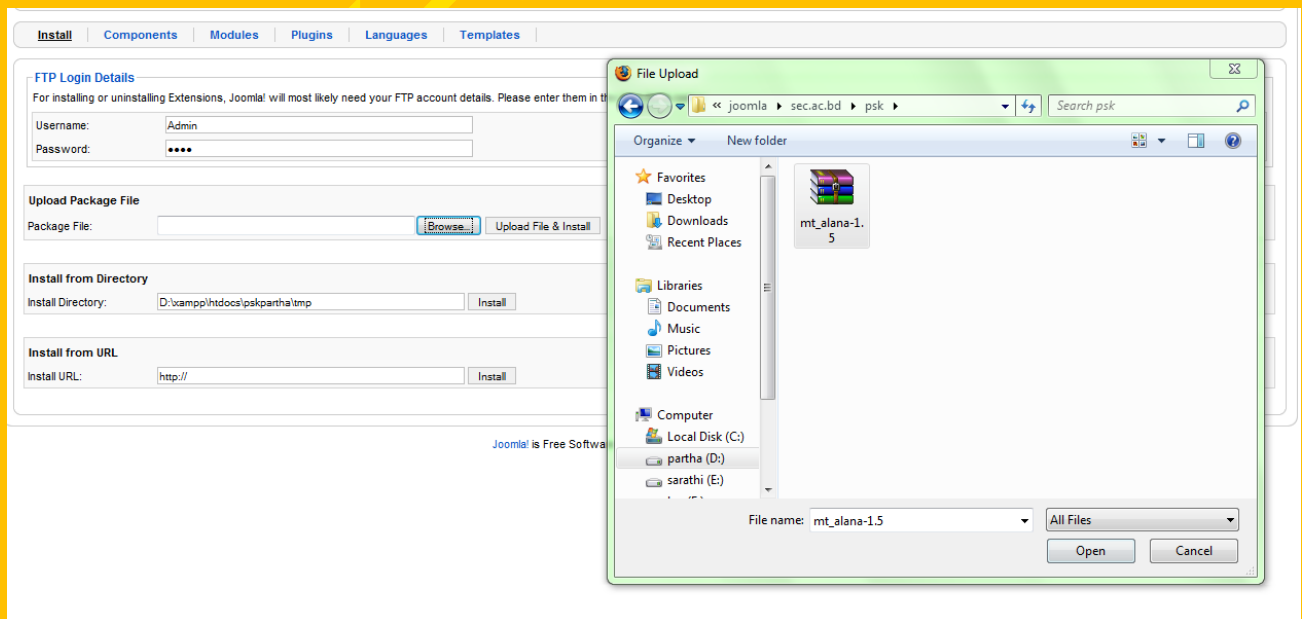 Install Components Modules Plugins Languages Templates
FTP Login Details
For installing or uninstalling Extensions, Joomla! will most likely need your FTP account details. Please enter them in th
Username: Admin
Password: ••••
Upload Package File
Package File: Browse... Upload File & Install
Install from Directory
Install Directory: D:\xampp\htdocs\pskpartha\tmp Install
Install from URL
Install URL: http:// Install
Joomla! is Free Softwa
File Upload
« joomla sec.ac.bd psk Search psk
Organize New folder
Favorites
Desktop
Downloads
Recent Places
Libraries
Documents
Music
Pictures
Videos
Computer
Local Disk (C:)
partha (D:)
sarathi (E:)
mt_alana-1.
5
File name: mt_alana-1.5 All Files
Open Cancel